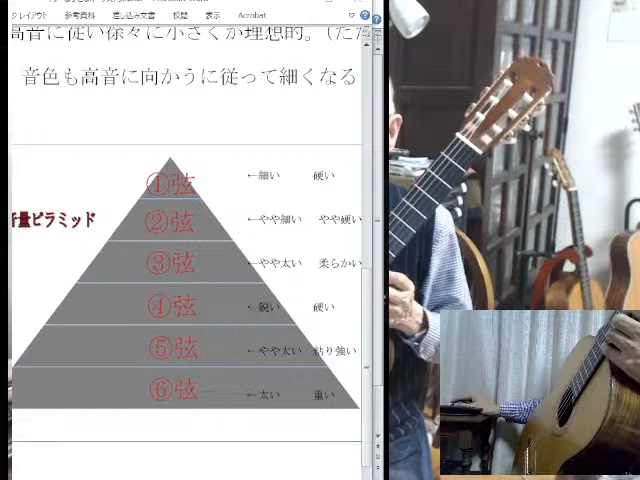 レイアウト 参考資料 差し込み文書 校閲 表示 Acrobat
高音に従い徐々に小さくが理想的。（ただ
音色も高音に向かうに従って細くなる
音量ピラミッド
①弦 ←細い 硬い
②弦 ←やや細い やや硬い
③弦 ←やや太い 柔らかい
④弦 ←鋭い 硬い
⑤弦 ←やや太い 粘り強い
⑥弦 ←太い 重い